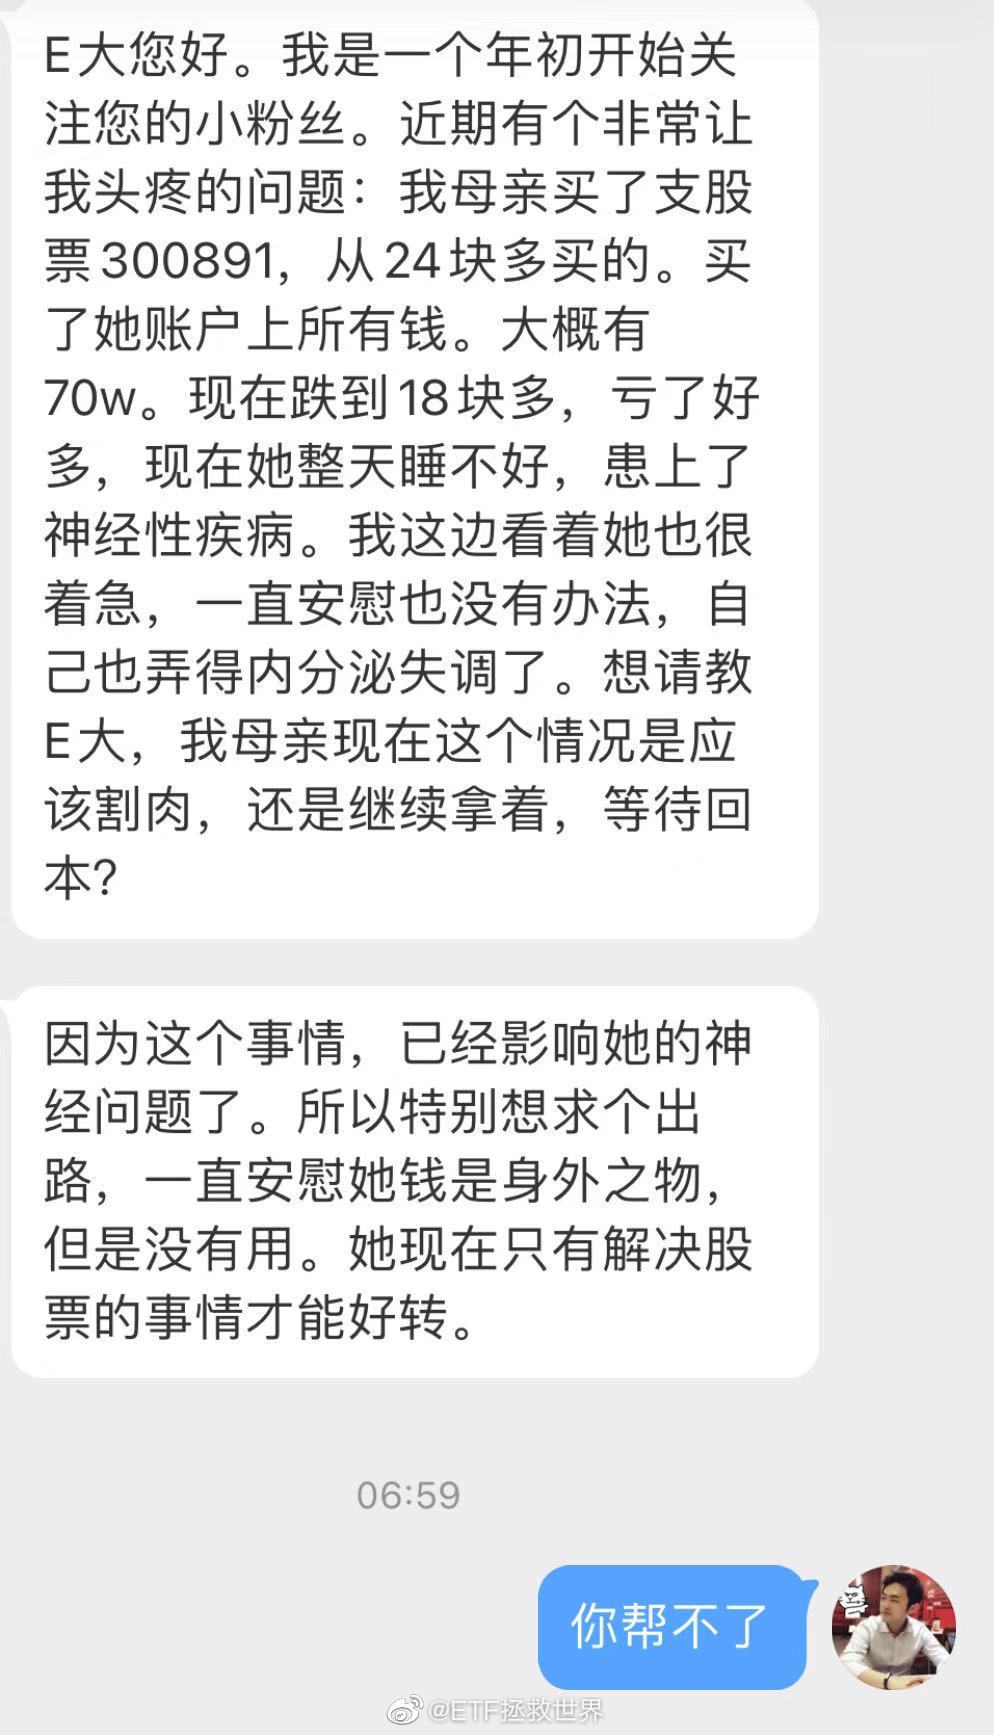 E大您好。我是一个年初开始关
注您的小粉丝。近期有个非常让
我头疼的问题：我母亲买了支股
票300891，从24块多买的。买
了她账户上所有钱。大概有
70w。现在跌到18块多，亏了好
多，现在她整天睡不好，患上了
神经性疾病。我这边看着她也很
着急，一直安慰也没有办法，自
己也弄得内分泌失调了。想请教
E大，我母亲现在这个情况是应
该割肉，还是继续拿着，等待回
本？
因为这个事情，已经影响她的神
经问题了。所以特别想求个出
路，一直安慰她钱是身外之物，
但是没有用。她现在只有解决股
票的事情才能好转。
06:59
你帮不了
@ETF拯救世界